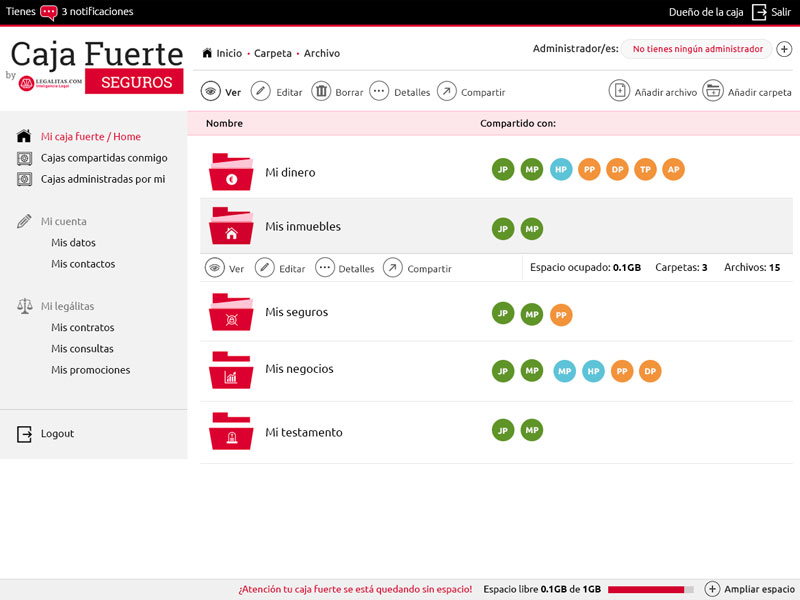 Tienes 3 notificaciones
Dueño de la caja
Salir
Caja Fuerte
by LEGALITAS.COM
Inteligencia Legal
SEGUROS
Inicio • Carpeta • Archivo
Administrador/es: No tienes ningún administrador
Ver Editar Borrar Detalles Compartir
Añadir archivo Añadir carpeta
Mi caja fuerte / Home
Cajas compartidas conmigo
Cajas administradas por mi
Mi cuenta
Mis datos
Mis contactos
Mi legálitas
Mis contratos
Mis consultas
Mis promociones
Logout
Nombre Compartido con:
Mi dinero JP MP HP PP DP TP AP
Mis inmuebles JP MP
Ver Editar Detalles Compartir Espacio ocupado: 0.1GB Carpetas: 3 Archivos: 15
Mis seguros JP MP PP
Mis negocios JP MP MP HP PP DP
Mi testamento JP MP
¡Atención tu caja fuerte se está quedando sin espacio! Espacio libre 0.1GB de 1GB Ampliar espacio